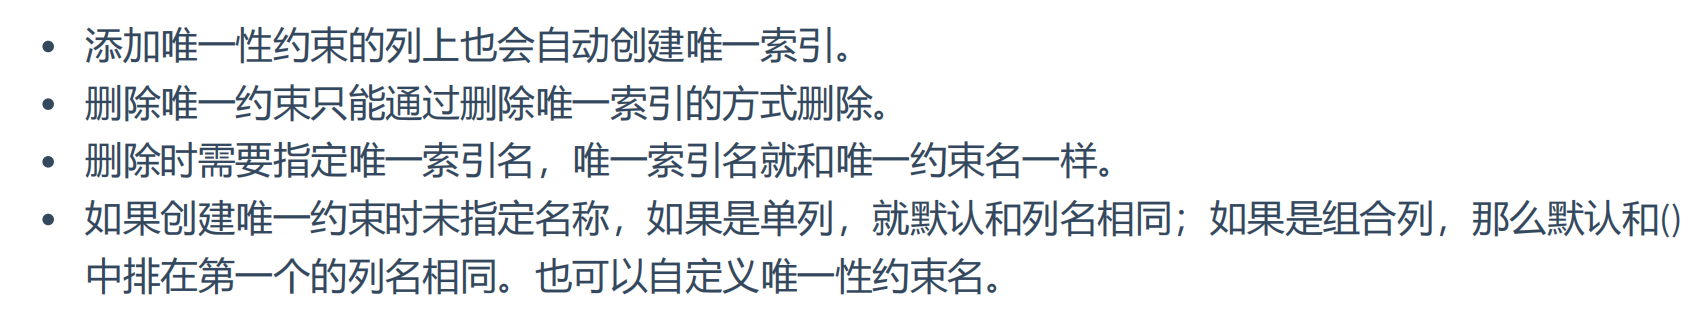 • 添加唯一性约束的列上也会自动创建唯一索引。
• 删除唯一约束只能通过删除唯一索引的方式删除。
• 删除时需要指定唯一索引名，唯一索引名就和唯一约束名一样。
• 如果创建唯一约束时未指定名称，如果是单列，就默认和列名相同；如果是组合列，那么默认和()
中排在第一个的列名相同。也可以自定义唯一性约束名。